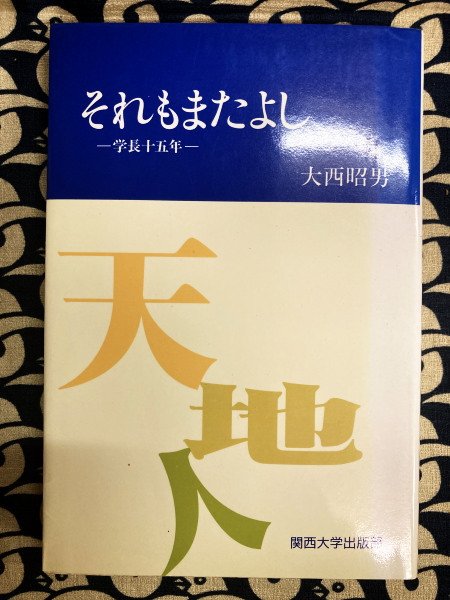 それもまたよし
—学長十五年—
大西昭男
天
地
人
関西大学出版部